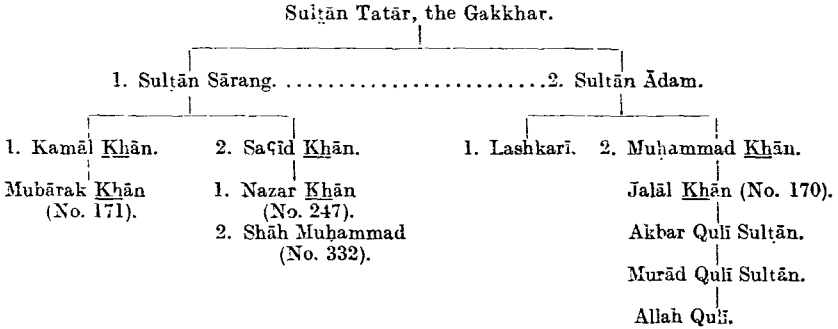 Sulṭān Tatār, the Gakkhar.
1. Sulṭān Sārang. . . . . . . . . . . . . . . . . . . . . . . . . .2. Sulṭān Ādam.
1. Kamāl Khān. 2. Saʿīd Khān. 1. Lashkarī. 2. Muḥammad Khān.
Mubārak Khān 1. Nazar Khān Jalāl Khān (No. 170).
(No. 171). (No. 247).
2. Shāh Muḥammad Akbar Qulī Sulṭān.
(No. 332).
Murād Qulī Sultān.
Allah Qulī.